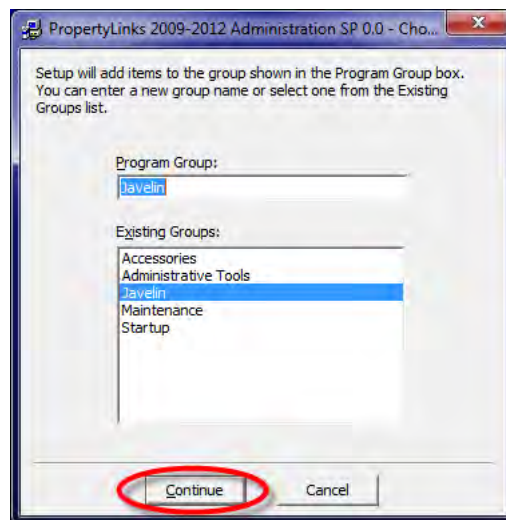 PropertyLinks 2009-2012 Administration SP 0.0 - Cho...
Setup will add items to the group shown in the Program Group box.
You can enter a new group name or select one from the Existing
Groups list.
Program Group:
Javelin
Existing Groups:
Accessories
Administrative Tools
Javelin
Maintenance
Startup
Continue
Cancel